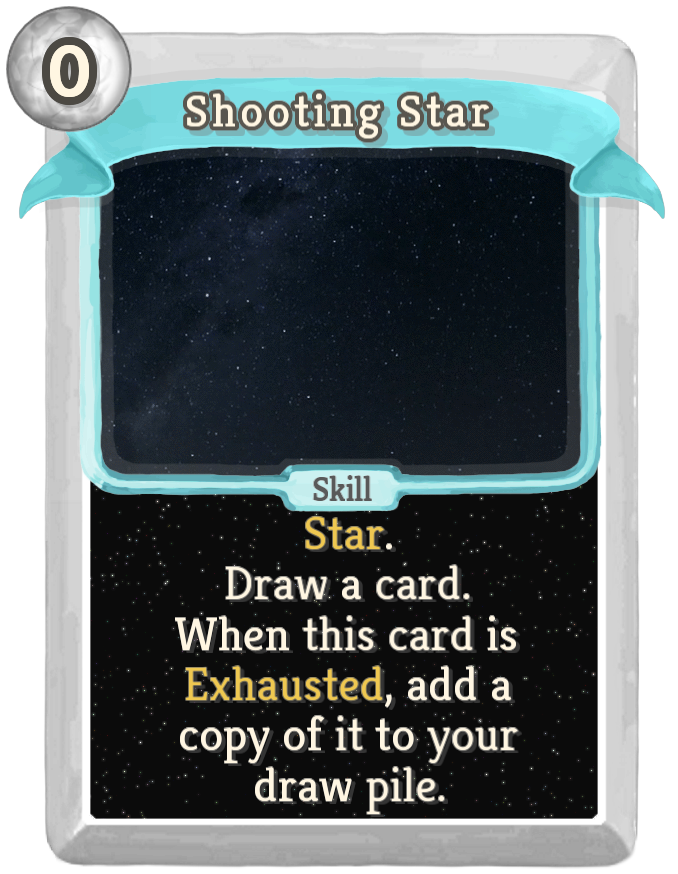 0
Shooting Star
Skill
Star.
Draw a card.
When this card is
Exhausted, add a
copy of it to your
draw pile.